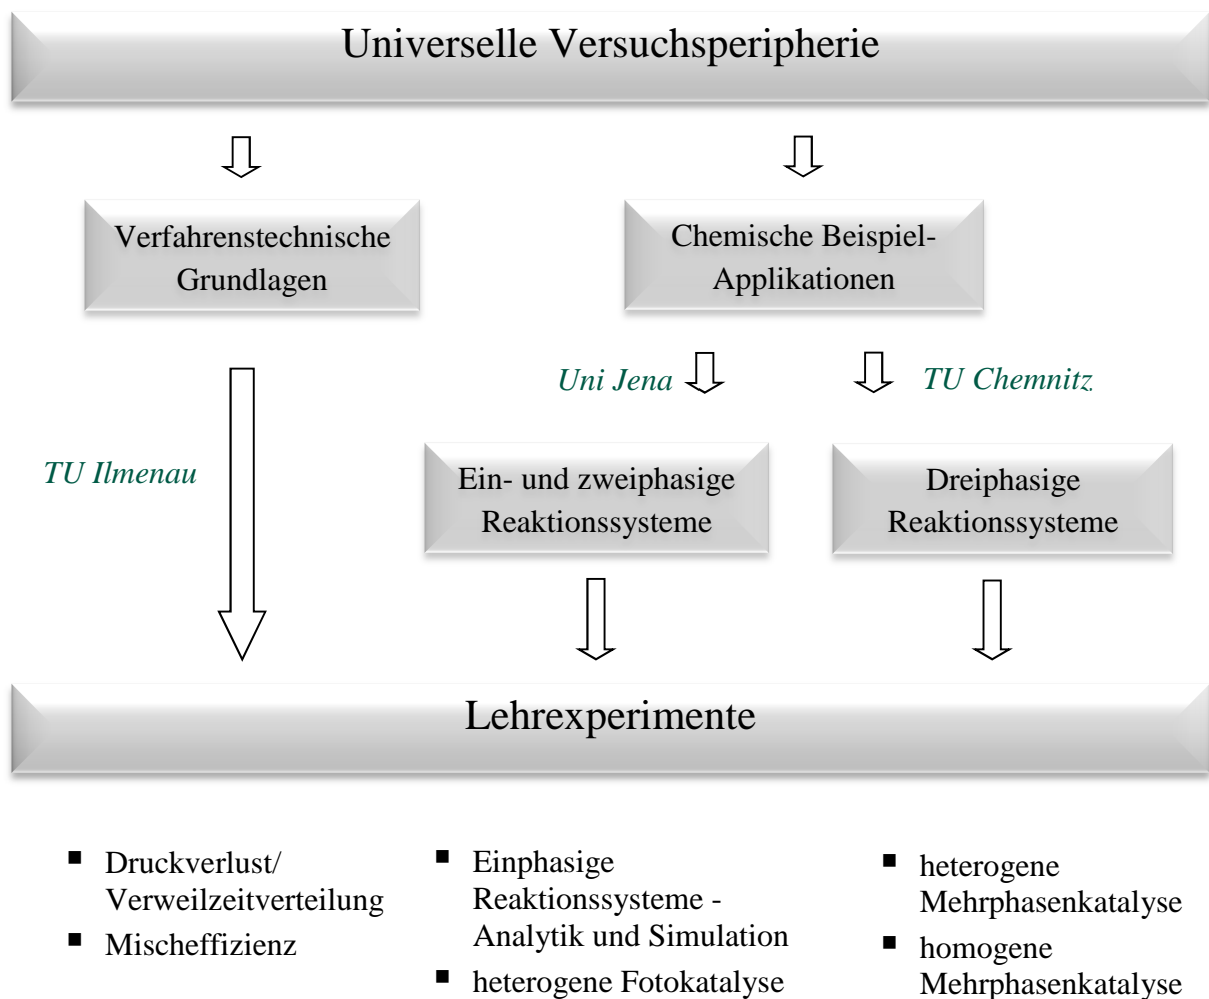 Universelle Versuchsperipherie
Verfahrenstechnische
Grundlagen
Chemische Beispiel-
Applikationen
Uni Jena
TU Chemnitz
TU Ilmenau
Ein- und zweiphasige
Reaktionssysteme
Dreiphasige
Reaktionssysteme
Lehrexperimente
▪ Druckverlust/
Verweilzeitverteilung
▪ Mischeffizienz
▪ Einphasige
Reaktionssysteme -
Analytik und Simulation
▪ heterogene Fotokatalyse
▪ heterogene
Mehrphasenkatalyse
▪ homogene
Mehrphasenkatalyse